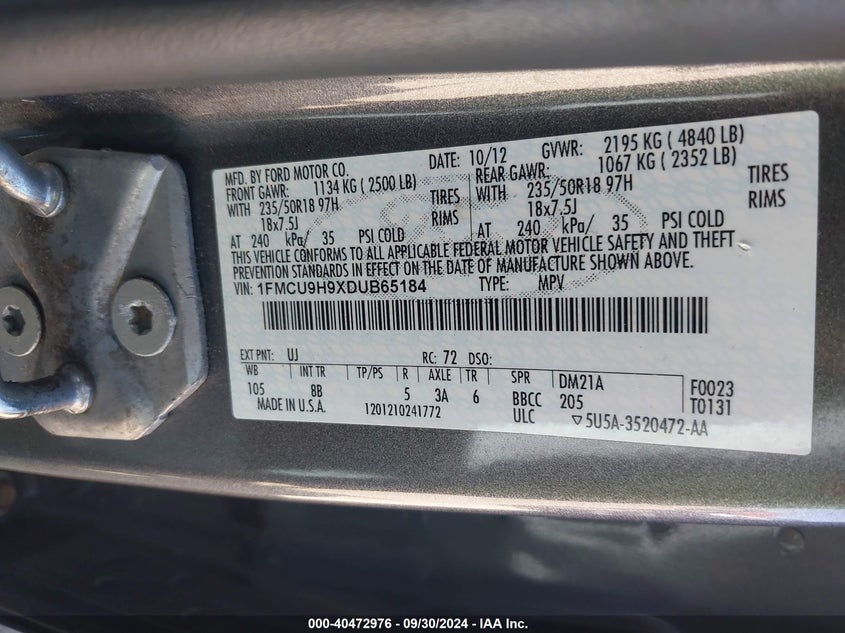 MFD. BY FORD MOTOR CO. DATE: 10/12 GVWR: 2195 KG ( 4840 LB)
FRONT GAWR: 1134 KG ( 2500 LB) REAR GAWR: 1067 KG ( 2352 LB)
WITH 235/50R18 97H TIRES WITH 235/50R18 97H TIRES
18x7.5J RIMS 18x7.5J RIMS
AT 240 kPa/ 35 PSI COLD AT 240 kPa/ 35 PSI COLD
THIS VEHICLE CONFORMS TO ALL APPLICABLE FEDERAL MOTOR VEHICLE SAFETY AND THEFT
PREVENTION STANDARDS IN EFFECT ON THE DATE OF MANUFACTURE SHOWN ABOVE.
VIN: 1FMCU9H9XDUB65184 TYPE: MPV
EXT PNT: UJ RC: 72 DSO:
WB INT TR TP/PS R AXLE TR SPR DM21A F0023
105 8B 5 3A 6 BBCC 205 T0131
MADE IN U.S.A. 1201210241772 ULC ▽5U5A-3520472-AA
000-40472976 - 09/30/2024 - IAA Inc.